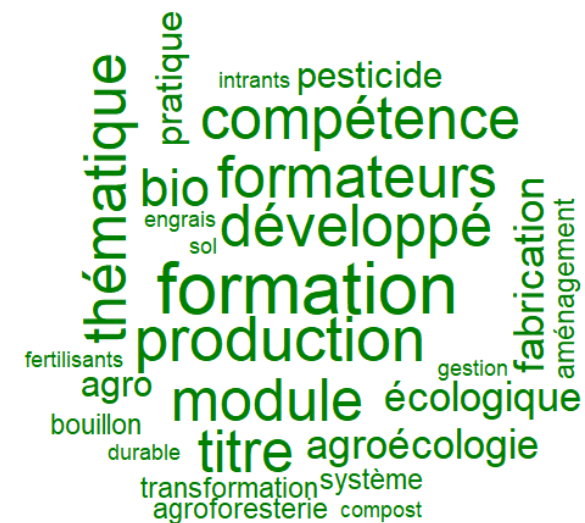 pratique
thématique
intrants pesticide
compétence
bio formateurs
engrais développé
sol
fabrication
aménagement
formation
production
fertilisants
gestion
agro
module écologique
bouillon
titre agroécologie
durable
transformation système
agroforesterie compost